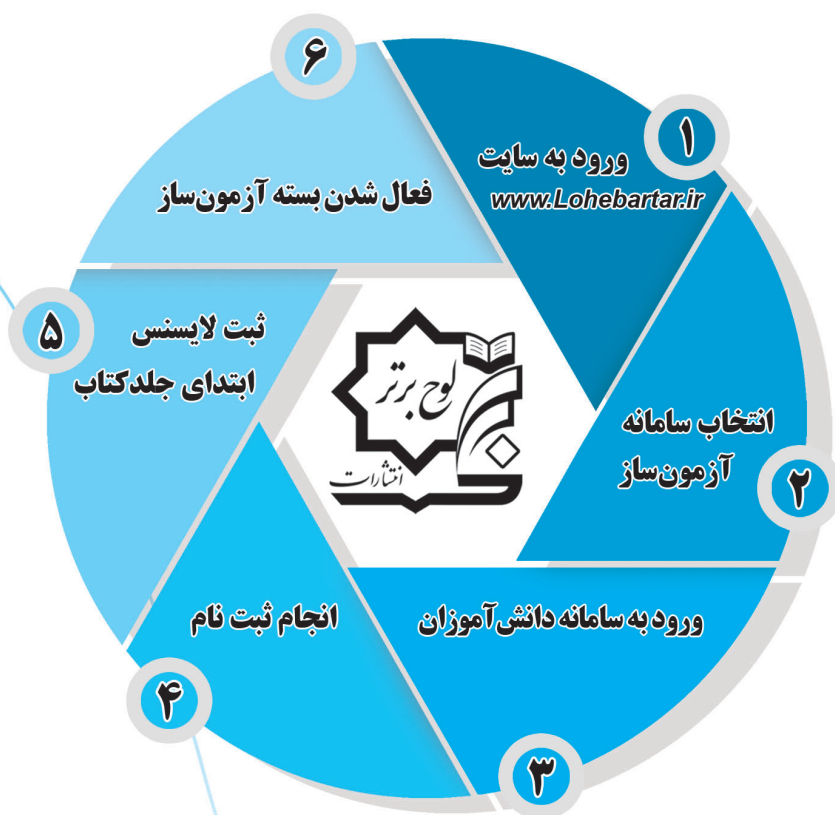 ۱
ورود به سایت
www.Lohebartar.ir
۲
انتخاب سامانه
آزمون‌ساز
۳
ورود به سامانه دانش‌آموزان
۴
انجام ثبت نام
۵
ثبت لایسنس
ابتدای جلدکتاب
۶
فعال شدن بسته آزمون‌ساز
لوح برتر
انتشارات